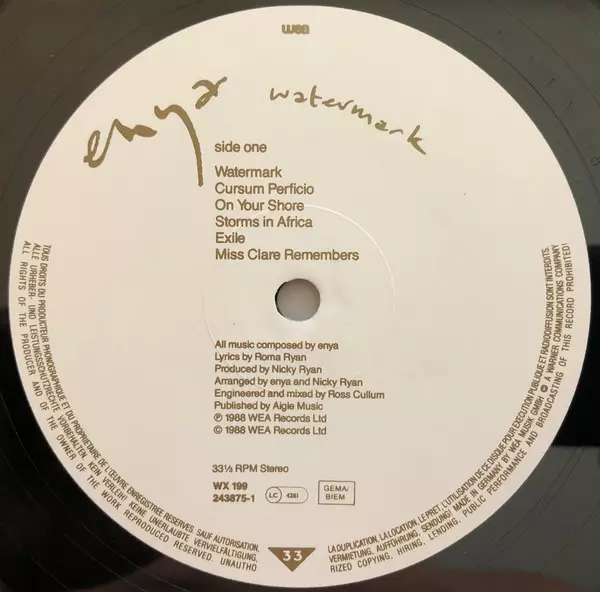 wea
enya watermark
side one
Watermark
Cursum Perficio
On Your Shore
Storms in Africa
Exile
Miss Clare Remembers
All music composed by enya
Lyrics by Roma Ryan
Produced by Nicky Ryan
Arranged by enya and Nicky Ryan
Engineered and mixed by Ross Cullum
Published by Aigle Music
℗ 1988 WEA Records Ltd
© 1988 WEA Records Ltd
33⅓ RPM Stereo
WX 199
243875-1
LC 4281
GEMA/
BIEM
33
TOUS DROITS DU PRODUCTEUR PHONOGRAPHIQUE ET DU PROPRIETAIRE DE L'ŒUVRE ENREGISTREE RESERVES. SAUF AUTORISATION,
LA DUPLICATION, LA LOCATION, LE PRET, L'UTILISATION DE CE DISQUE POUR EXECUTION PUBLIQUE ET RADIODIFFUSION SONT INTERDITS.
ALLE URHEBER- UND LEISTUNGSSCHUTZRECHTE VORBEHALTEN. KEIN VERLEIH! KEINE UNERLAUBTE VERVIELFÄLTIGUNG,
VERMIETUNG, AUFFÜHRUNG, SENDUNG! MADE IN GERMANY BY WEA MUSIK GMBH A WARNER COMMUNICATIONS COMPANY
ALL RIGHTS OF THE PRODUCER AND OF THE OWNER OF THE WORK REPRODUCED RESERVED. UNAUTHO
RIZED COPYING, HIRING, LENDING, PUBLIC PERFORMANCE AND BROADCASTING OF THIS RECORD PROHIBITED!